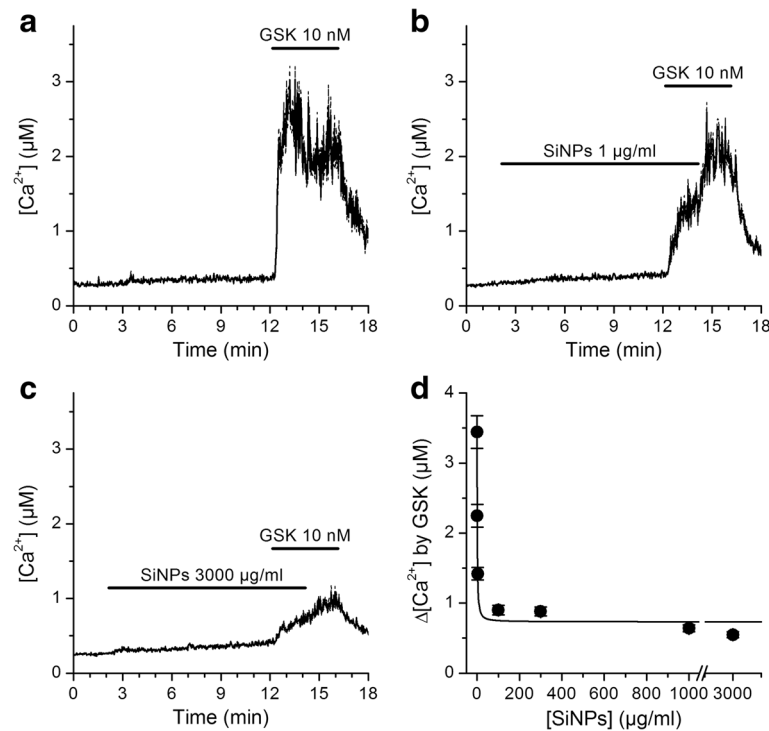 a
GSK 10 nM
[Ca²⁺] (µM)
3
2
1
0
0 3 6 9 12 15 18
Time (min)
b
GSK 10 nM
SiNPs 1 µg/ml
[Ca²⁺] (µM)
3
2
1
0
0 3 6 9 12 15 18
Time (min)
c
GSK 10 nM
SiNPs 3000 µg/ml
[Ca²⁺] (µM)
3
2
1
0
0 3 6 9 12 15 18
Time (min)
d
Δ[Ca²⁺] by GSK (µM)
4
3
2
1
0
0 200 400 600 800 1000 3000
[SiNPs] (µg/ml)